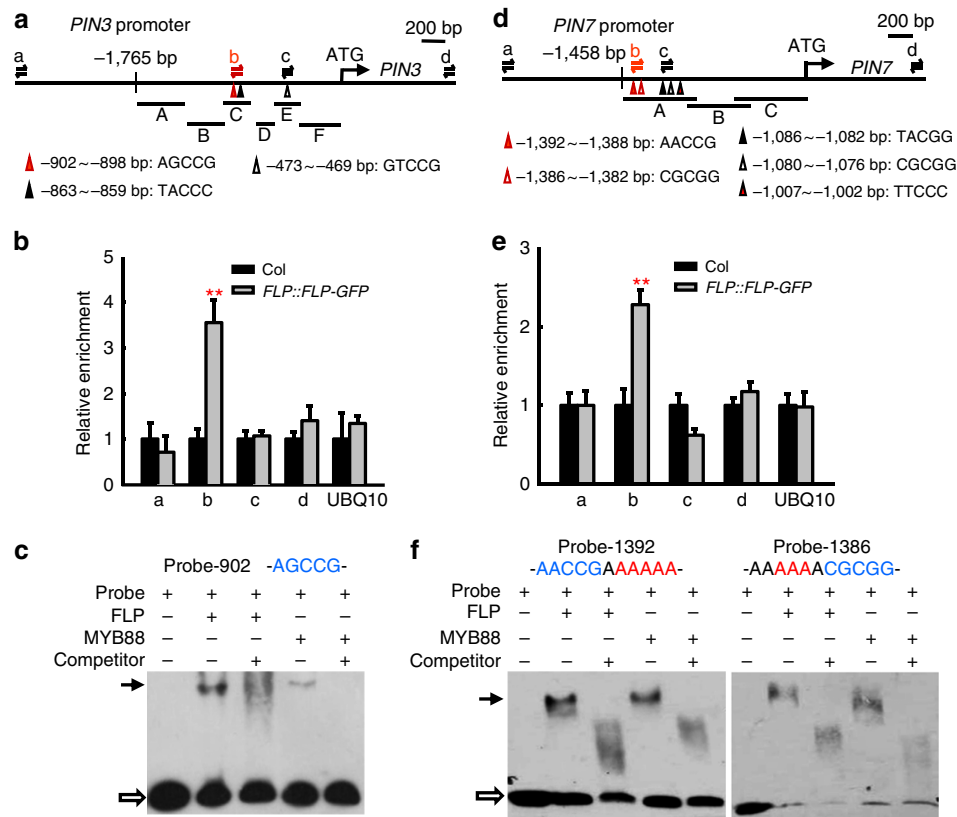 a
PIN3 promoter
200 bp
a
−1,765 bp
b
c
ATG
PIN3
d
A
B
C
D
E
F
−902∼−898 bp: AGCCG
−473∼−469 bp: GTCCG
−863∼−859 bp: TACCC
d
PIN7 promoter
200 bp
a
−1,458 bp
b
c
ATG
PIN7
d
A
B
C
−1,392∼−1,388 bp: AACCG
−1,086∼−1,082 bp: TACGG
−1,386∼−1,382 bp: CGCGG
−1,080∼−1,076 bp: CGCGG
−1,007∼−1,002 bp: TTCCC
b
Relative enrichment
5
4
3
2
1
0
Col
FLP::FLP-GFP
**
a b c d UBQ10
e
Relative enrichment
3
2
1
0
Col
FLP::FLP-GFP
**
a b c d UBQ10
c
Probe-902 -AGCCG-
Probe + + + + +
FLP − + + − −
MYB88 − − − + +
Competitor − − + − +
f
Probe-1392 Probe-1386
-AACCGAAAAAA- -AAAAAACGCGG-
Probe + + + + + + + + + +
FLP − + + − − − + + − −
MYB88 − − − + + − − − + +
Competitor − − + − + − − + − +